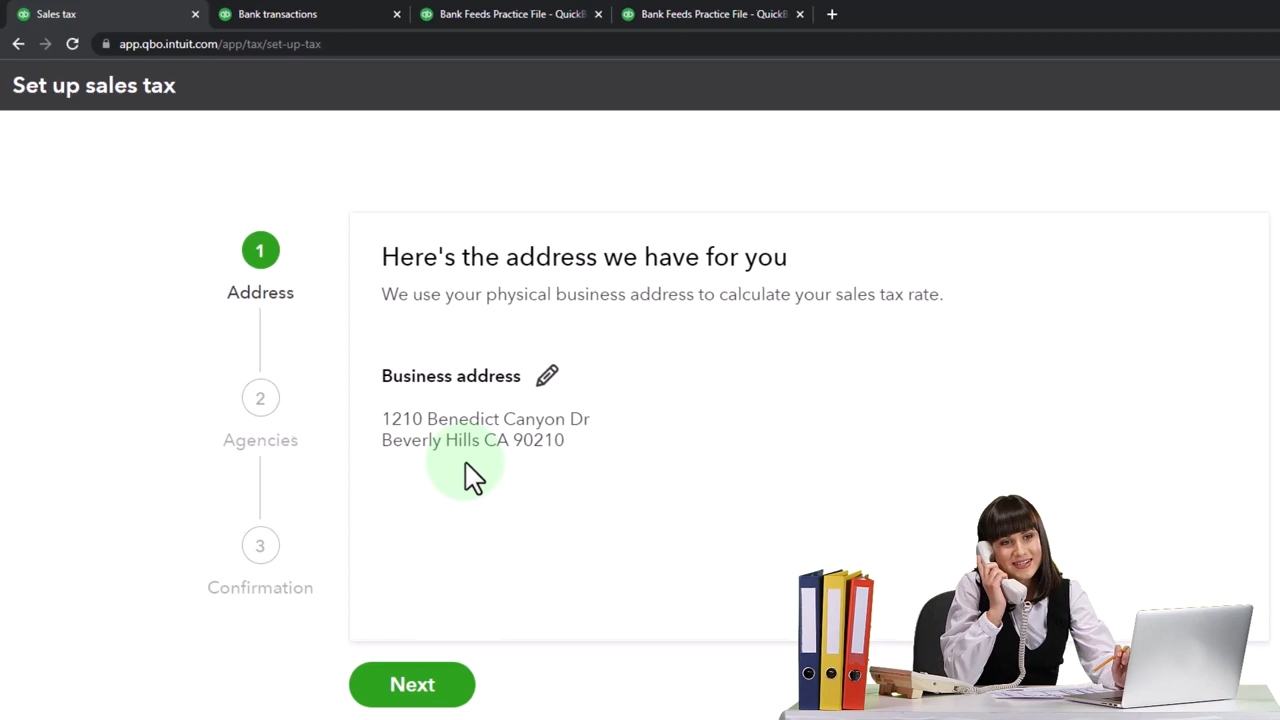 Sales tax
Bank transactions
Bank Feeds Practice File - QuickB
Bank Feeds Practice File - QuickB
app.qbo.intuit.com/app/tax/set-up-tax
Set up sales tax
1
Address
2
Agencies
3
Confirmation
Here's the address we have for you
We use your physical business address to calculate your sales tax rate.
Business address
1210 Benedict Canyon Dr
Beverly Hills CA 90210
Next